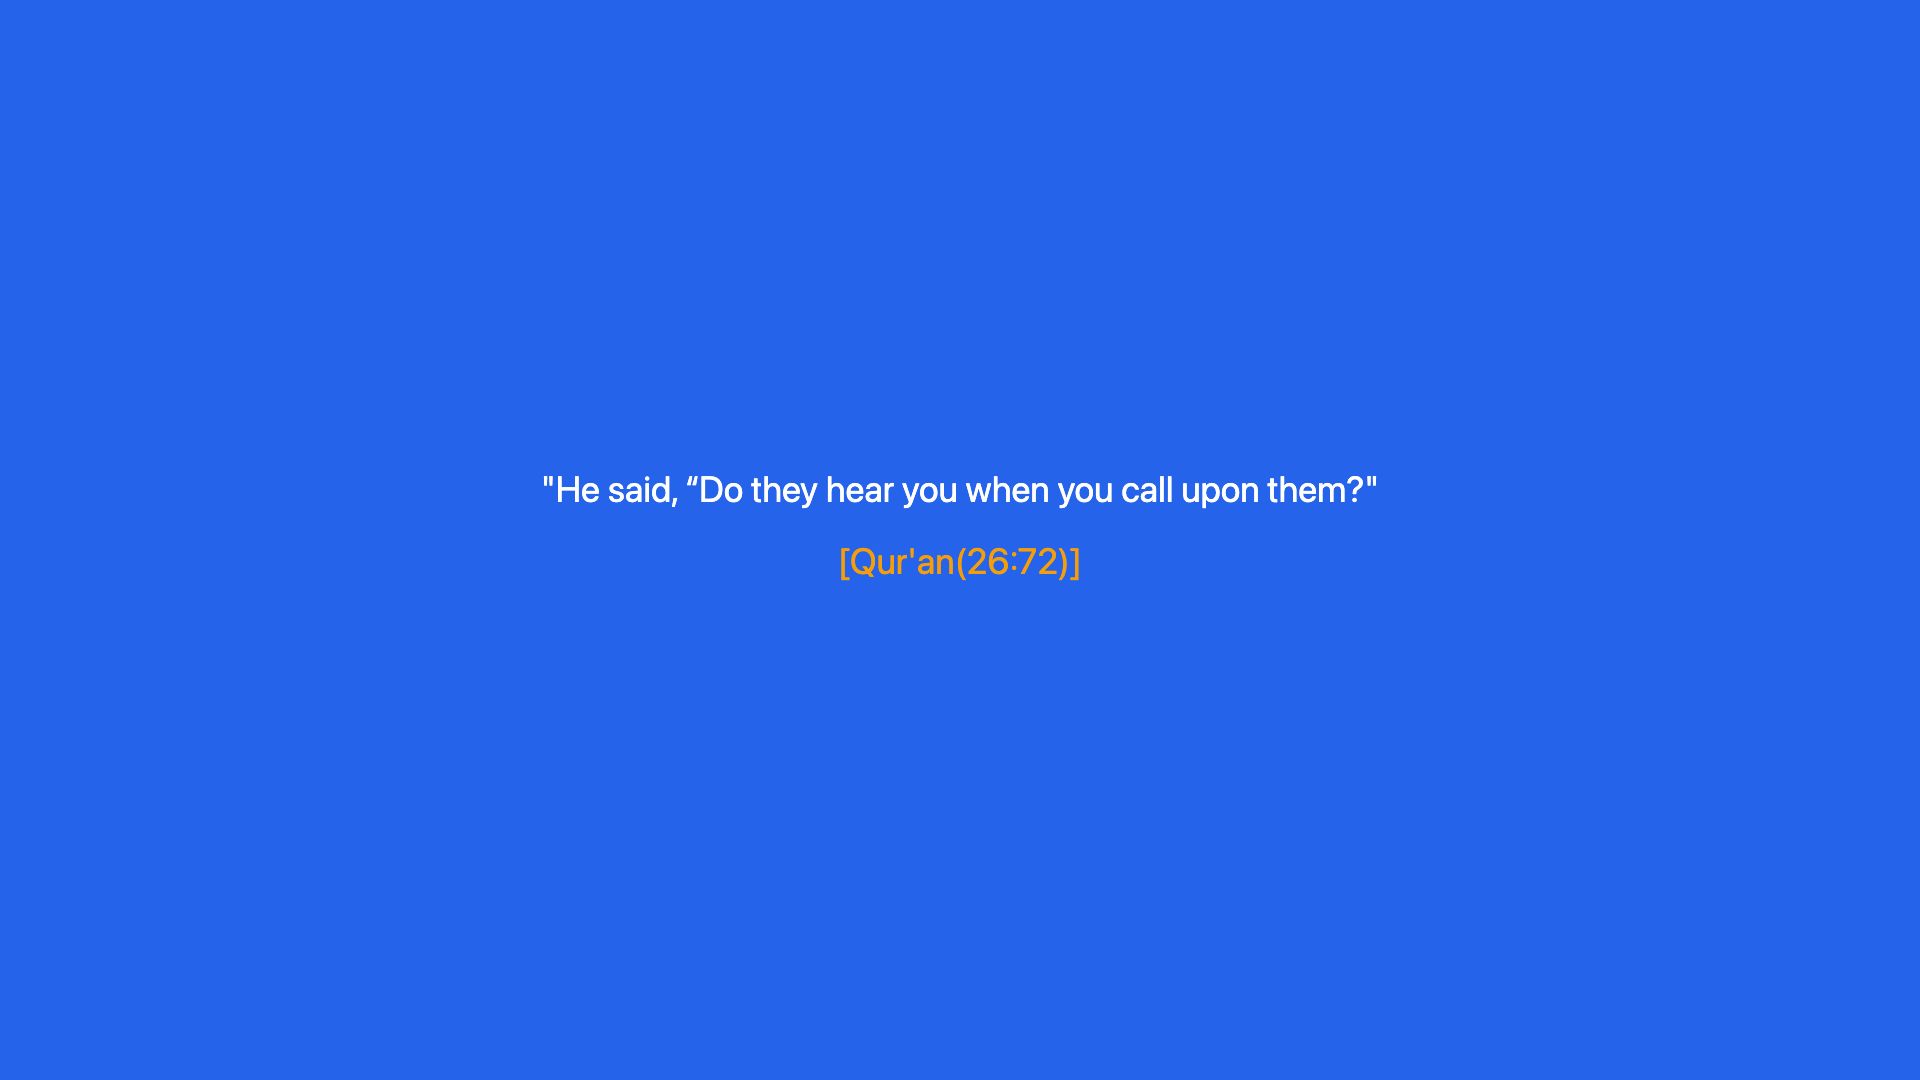 "He said, “Do they hear you when you call upon them?"
[Qur'an(26:72)]